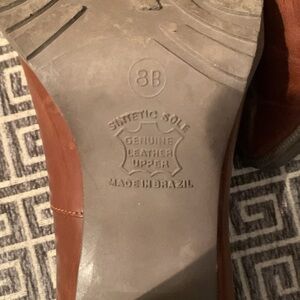 8B
SINTETIC SOLE
GENUINE
LEATHER
UPPER
MADE IN BRAZIL